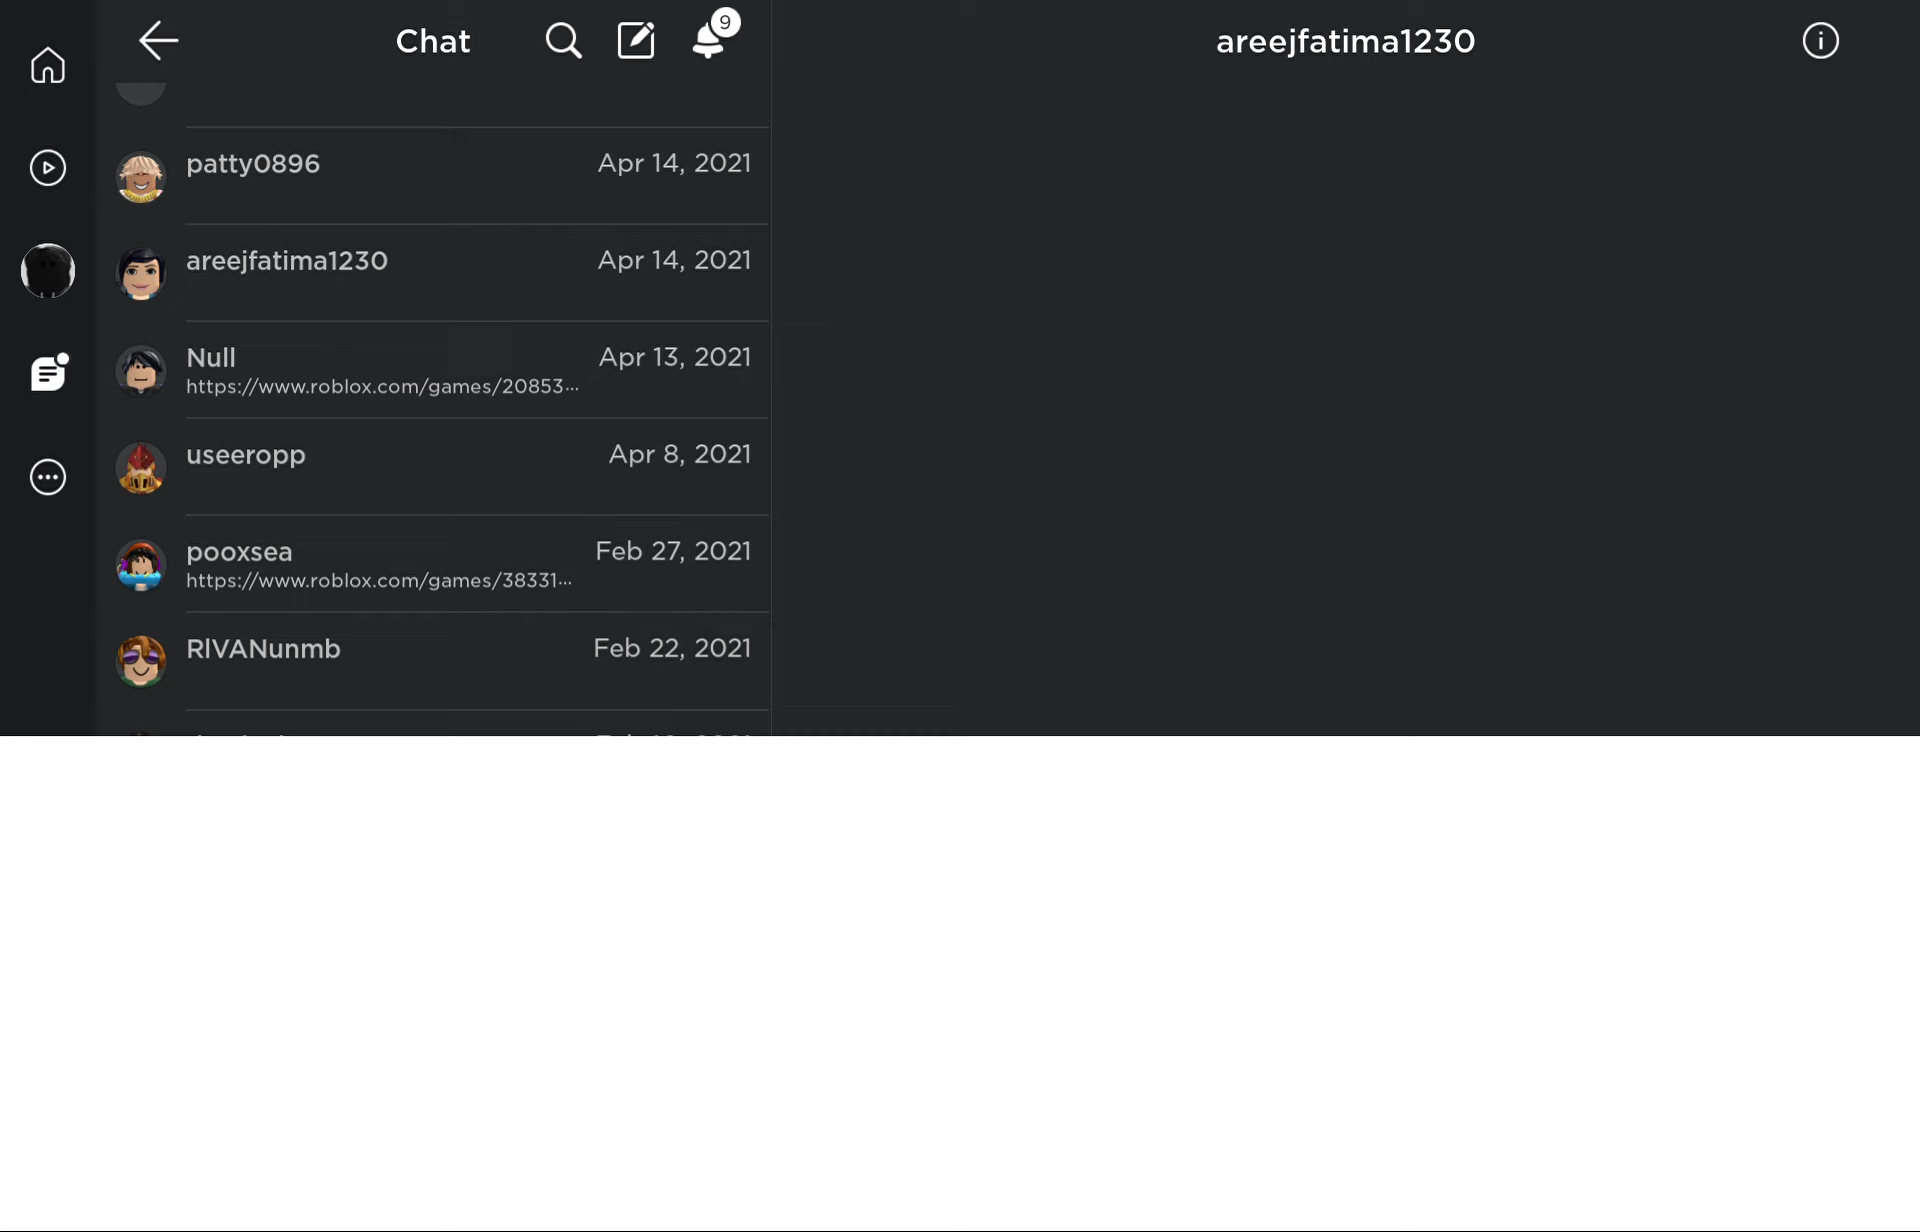 Chat
9
areejfatima1230
patty0896 Apr 14, 2021
areejfatima1230 Apr 14, 2021
Null Apr 13, 2021
https://www.roblox.com/games/20853...
useeropp Apr 8, 2021
pooxsea Feb 27, 2021
https://www.roblox.com/games/38331...
RlVANunmb Feb 22, 2021